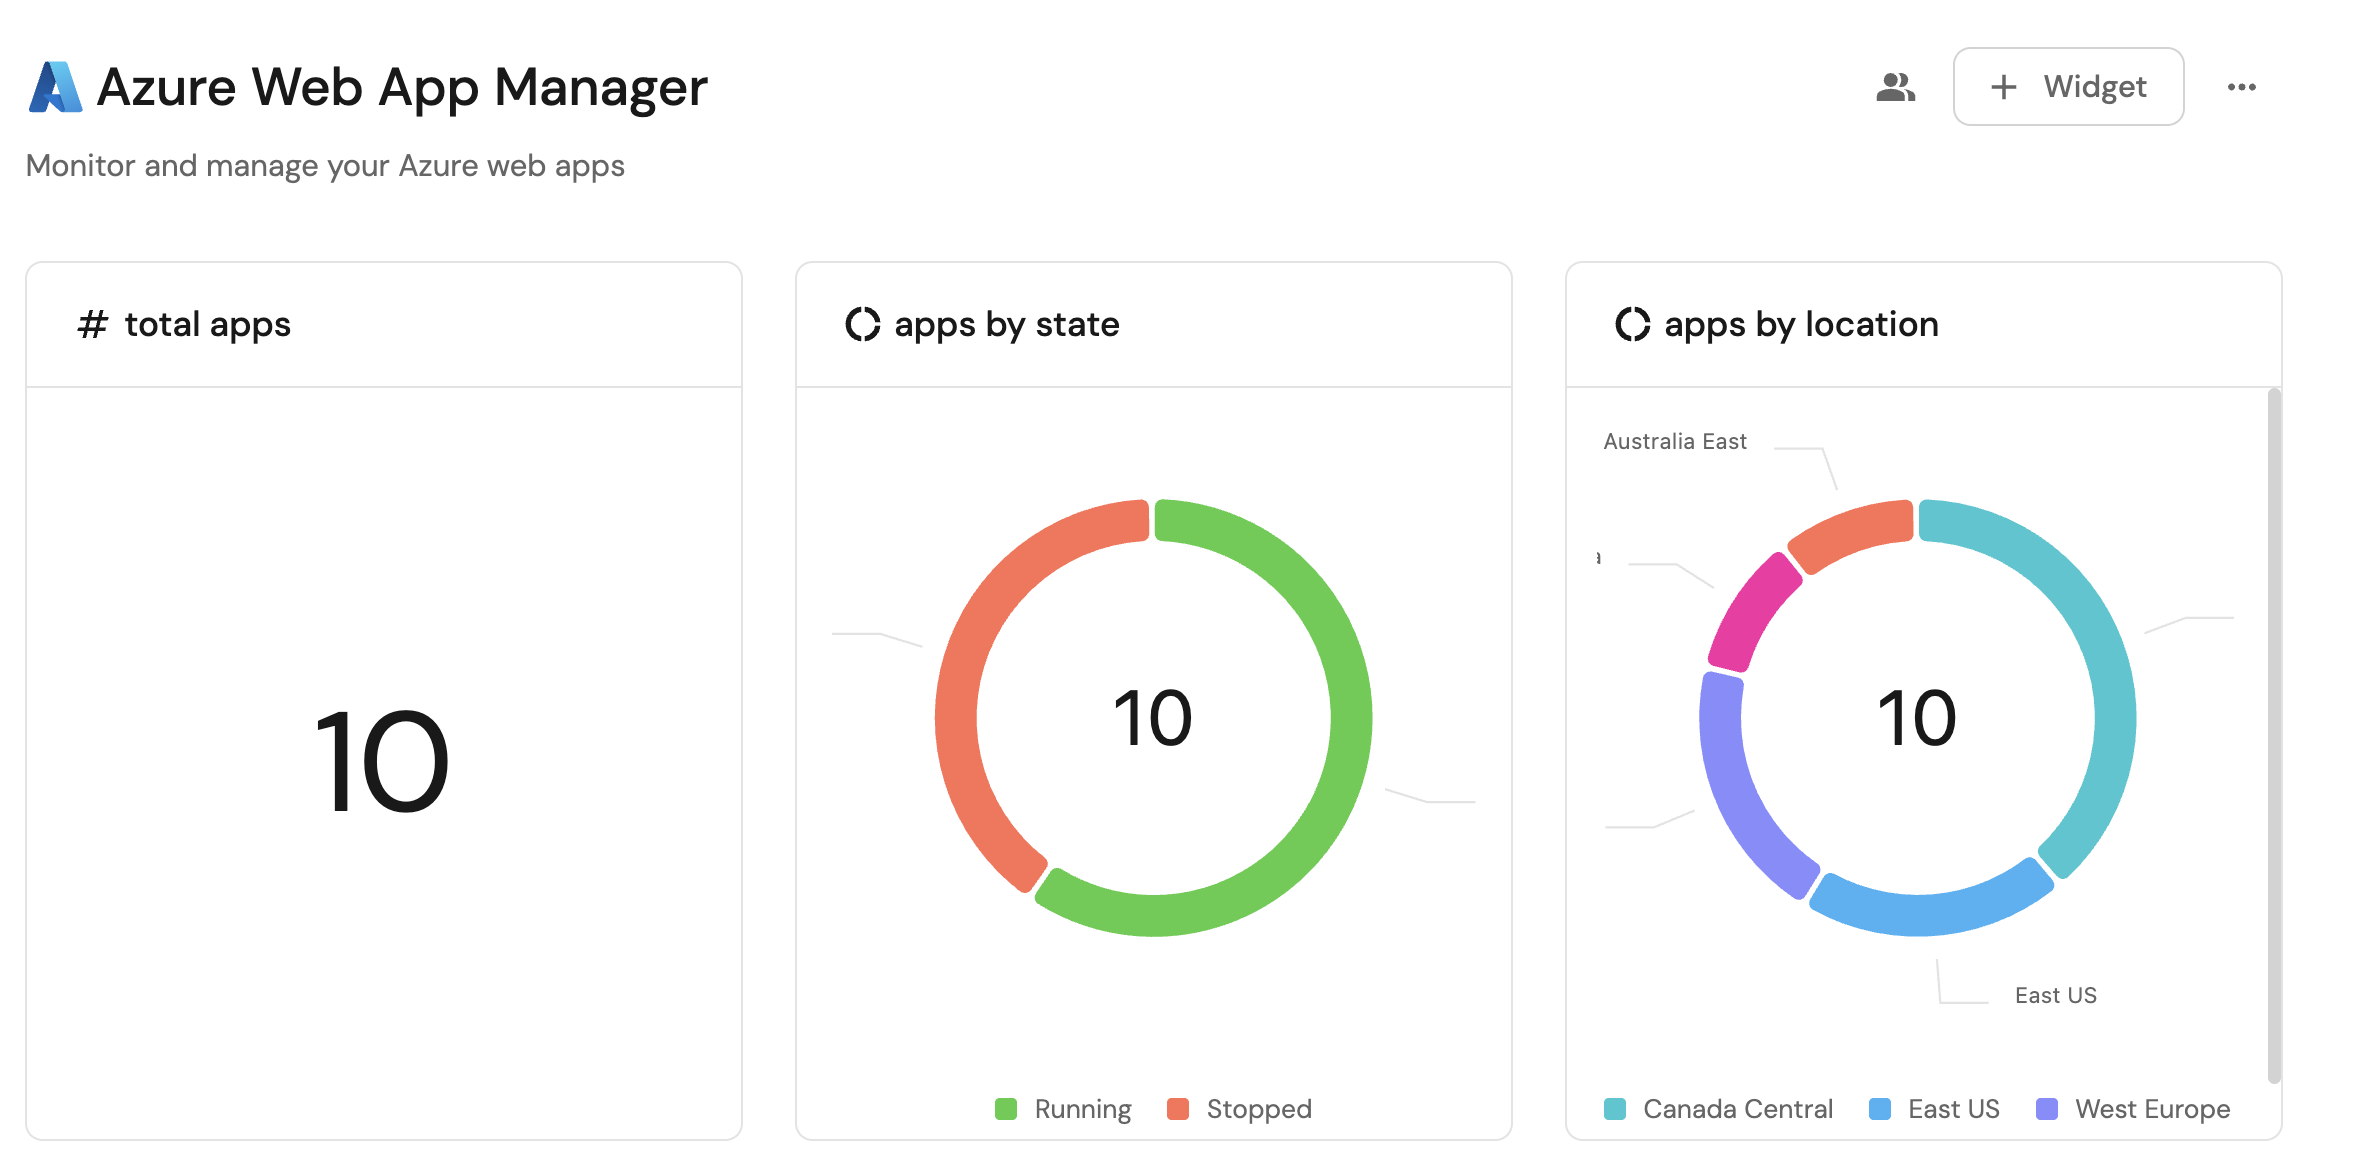 Azure Web App Manager
+ Widget
Monitor and manage your Azure web apps
# total apps
apps by state
apps by location
10
10
10
Australia East
East US
Running
Stopped
Canada Central
East US
West Europe